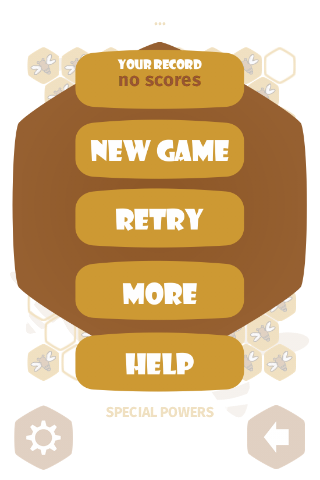 YOUR RECORD
no scores
NEW GAME
RETRY
MORE
HELP
SPECIAL POWERS